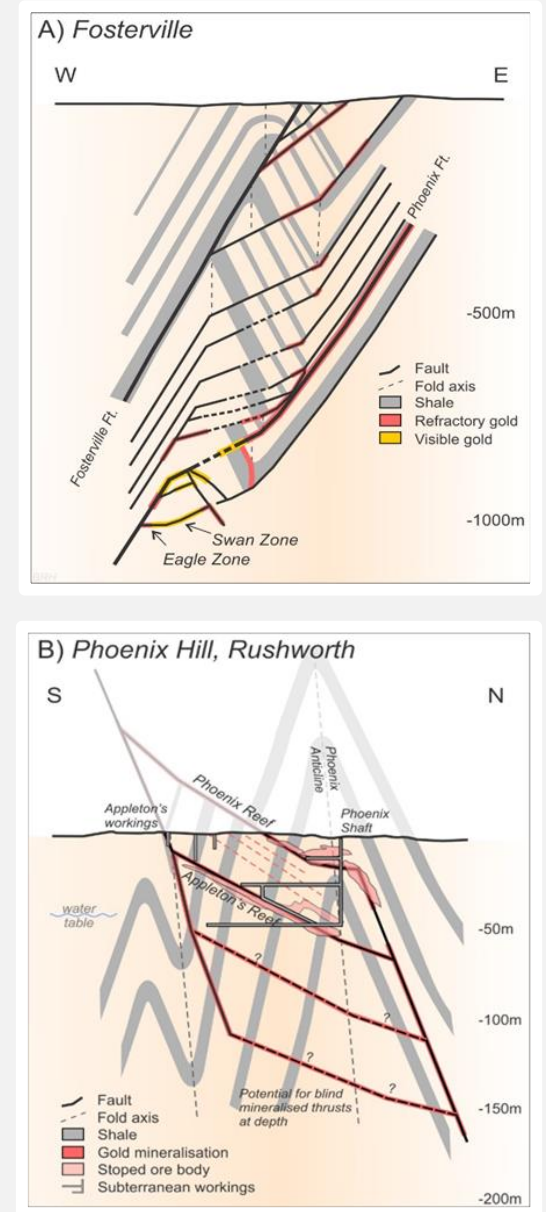 A) Fosterville
W
E
Phoenix Ft.
-500m
Fault
Fold axis
Shale
Refractory gold
Visible gold
Fosterville Ft.
-1000m
Swan Zone
Eagle Zone
B) Phoenix Hill, Rushworth
S
N
Phoenix
Anticline
Phoenix Reef
Appleton's
workings
Phoenix
Shaft
Appleton's Reef
water
table
-50m
?
-100m
?
?
?
-150m
Potential for blind
mineralised thrusts
at depth
Fault
Fold axis
Shale
Gold mineralisation
Stoped ore body
Subterranean workings
-200m